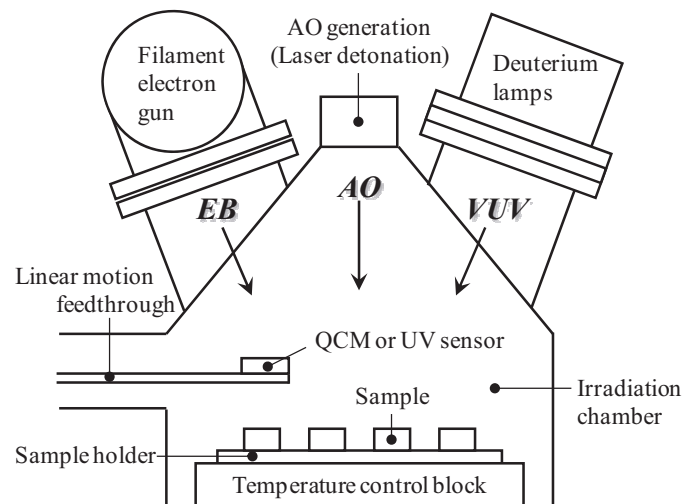 AO generation
(Laser detonation)
Filament
electron
gun
Deuterium
lamps
EB
AO
VUV
Linear motion
feedthrough
QCM or UV sensor
Sample
Irradiation
chamber
Sample holder
Temperature control block